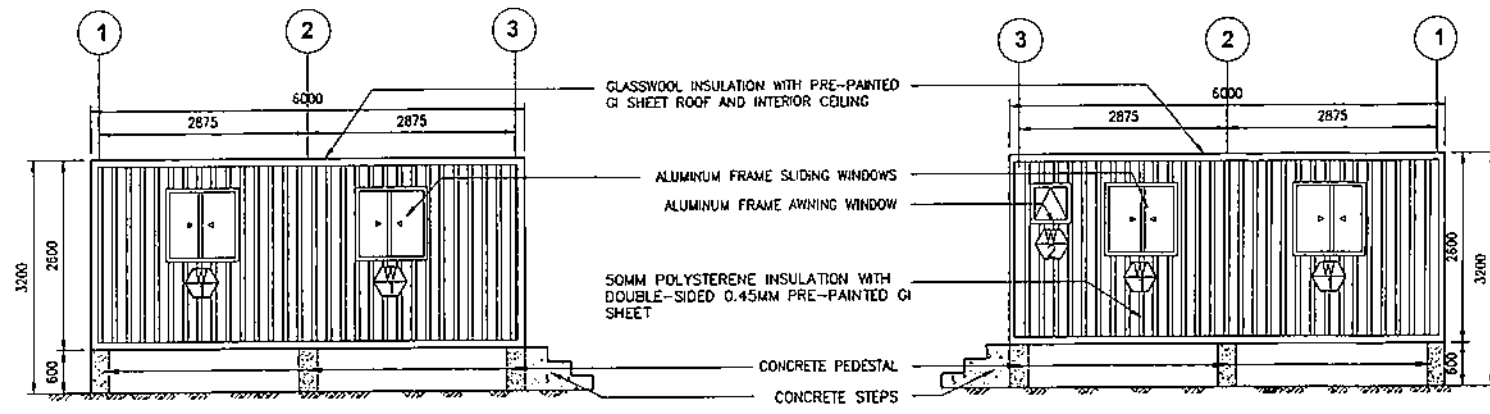 1
2
3
3
2
1
GLASSWOOL INSULATION WITH PRE-PAINTED
GI SHEET ROOF AND INTERIOR CEILING
6000
6000
2875
2875
2875
2875
ALUMINUM FRAME SLIDING WINDOWS
ALUMINUM FRAME AWNING WINDOW
W
W
W
2
W
W
3200
2600
2600
3200
50MM POLYSTERENE INSULATION WITH
DOUBLE-SIDED 0.45MM PRE-PAINTED GI
SHEET
600
600
CONCRETE PEDESTAL
CONCRETE STEPS